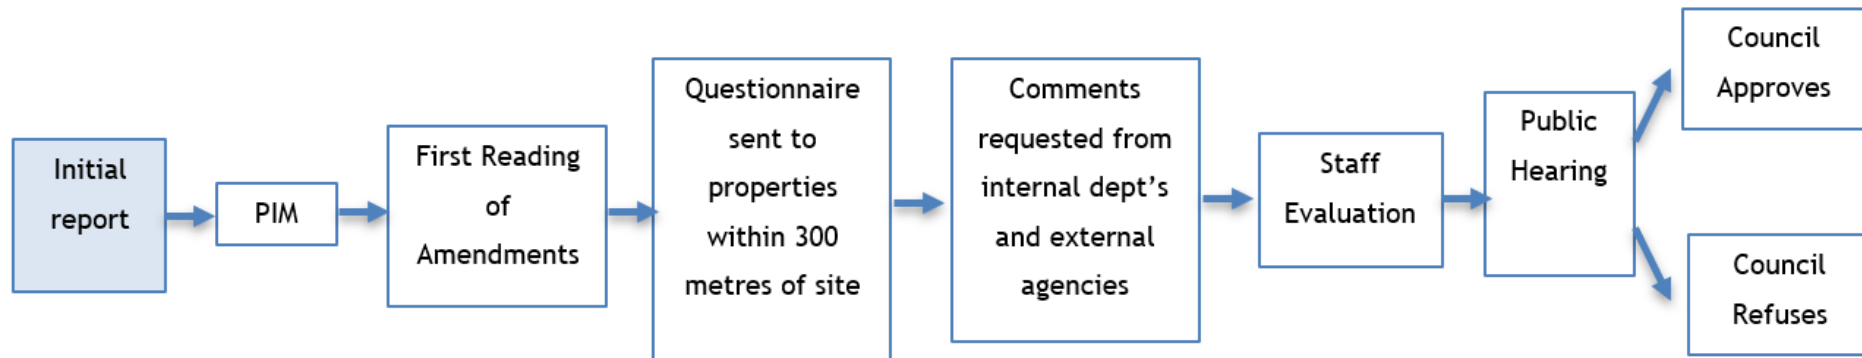 Initial
report
PIM
First Reading
of
Amendments
Questionnaire
sent to
properties
within 300
metres of site
Comments
requested from
internal dept’s
and external
agencies
Staff
Evaluation
Public
Hearing
Council
Approves
Council
Refuses